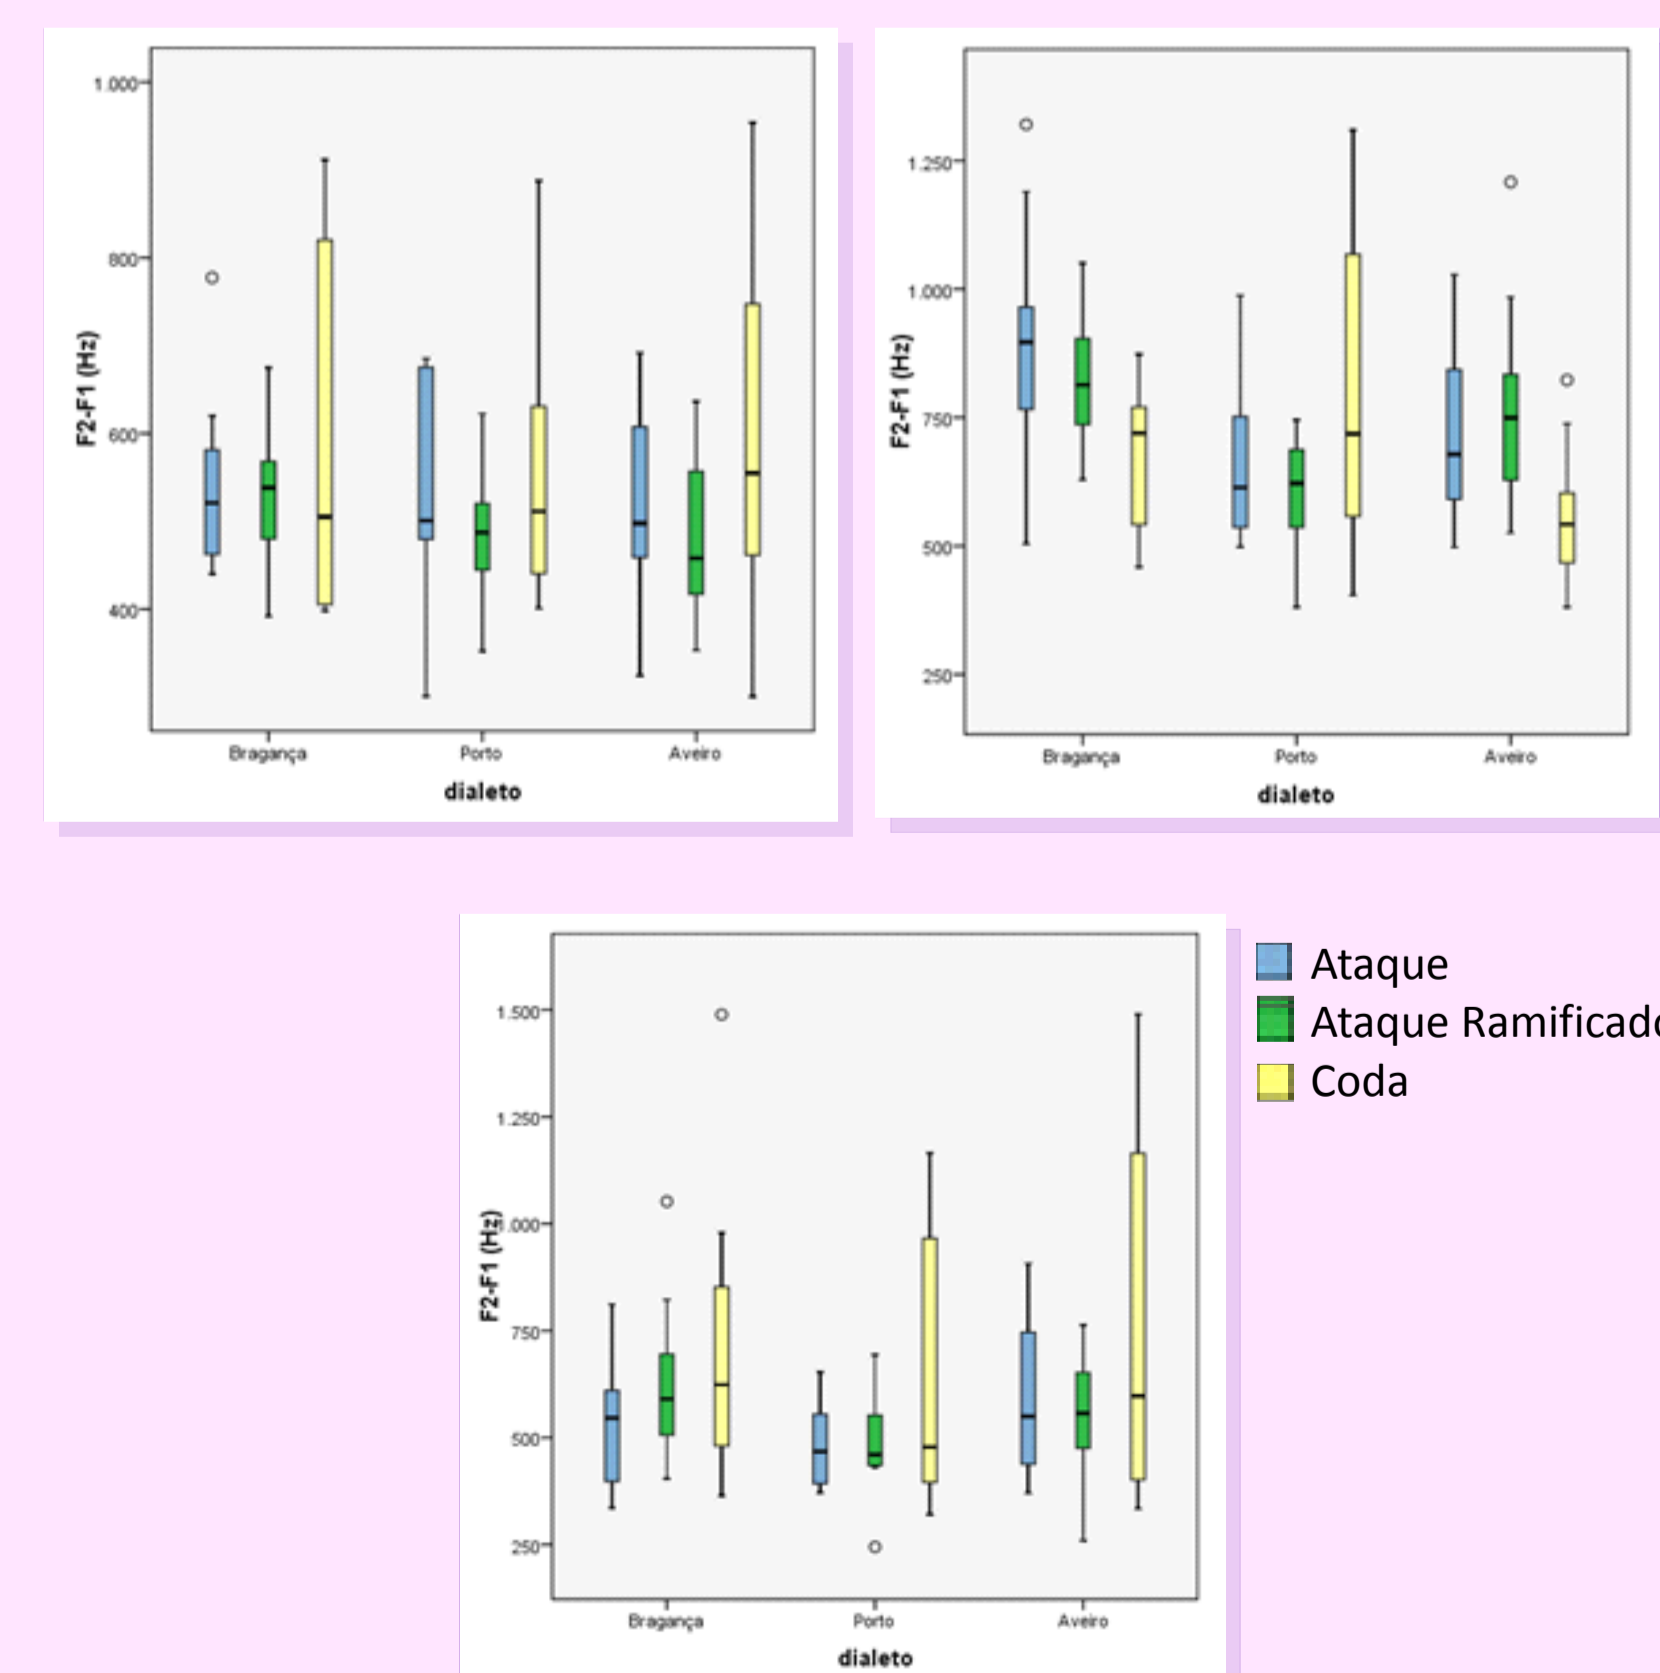 1.000
800
600
400
F2-F1 (Hz)
Bragança Porto Aveiro
dialeto
1.250
1.000
750
500
250
F2-F1 (Hz)
Bragança Porto Aveiro
dialeto
1.500
1.250
.000
750
500
250
F2-F1 (Hz)
Bragança Porto Aveiro
dialeto
Ataque
Ataque Ramificado
Coda